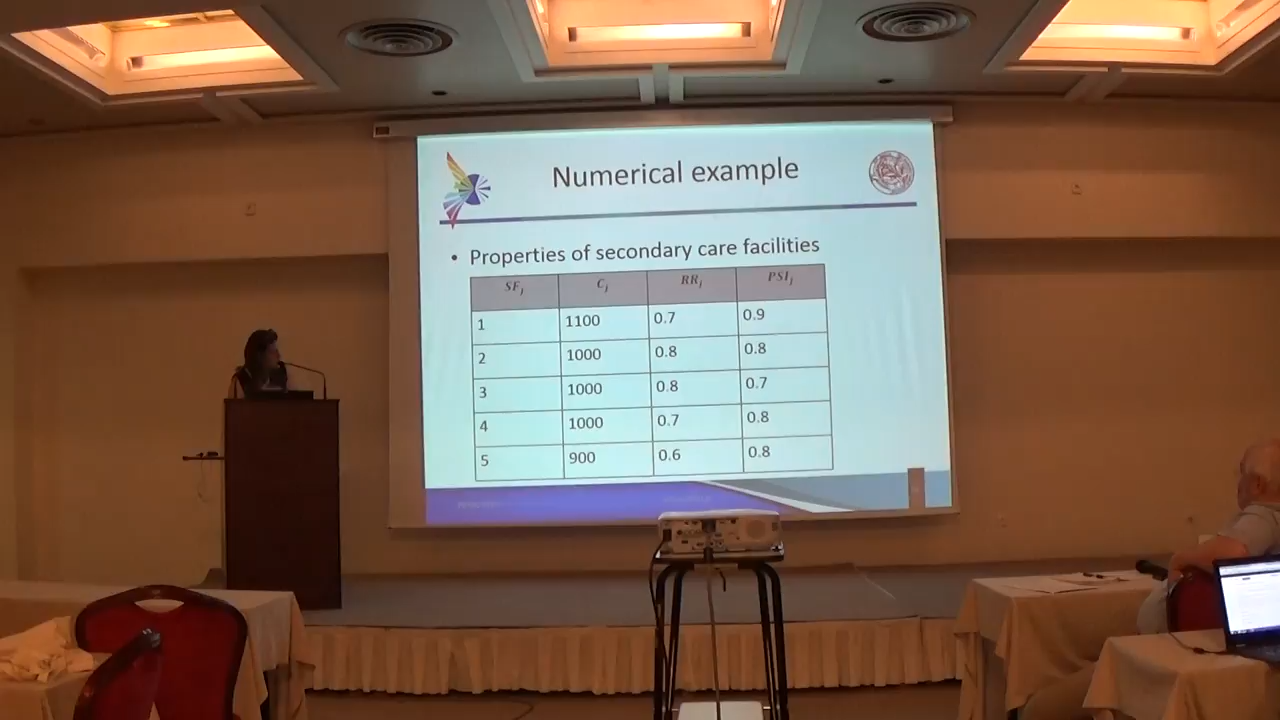 Numerical example
• Properties of secondary care facilities
SFj Cj RRj PSIj
1 1100 0.7 0.9
2 1000 0.8 0.8
3 1000 0.8 0.7
4 1000 0.7 0.8
5 900 0.6 0.8